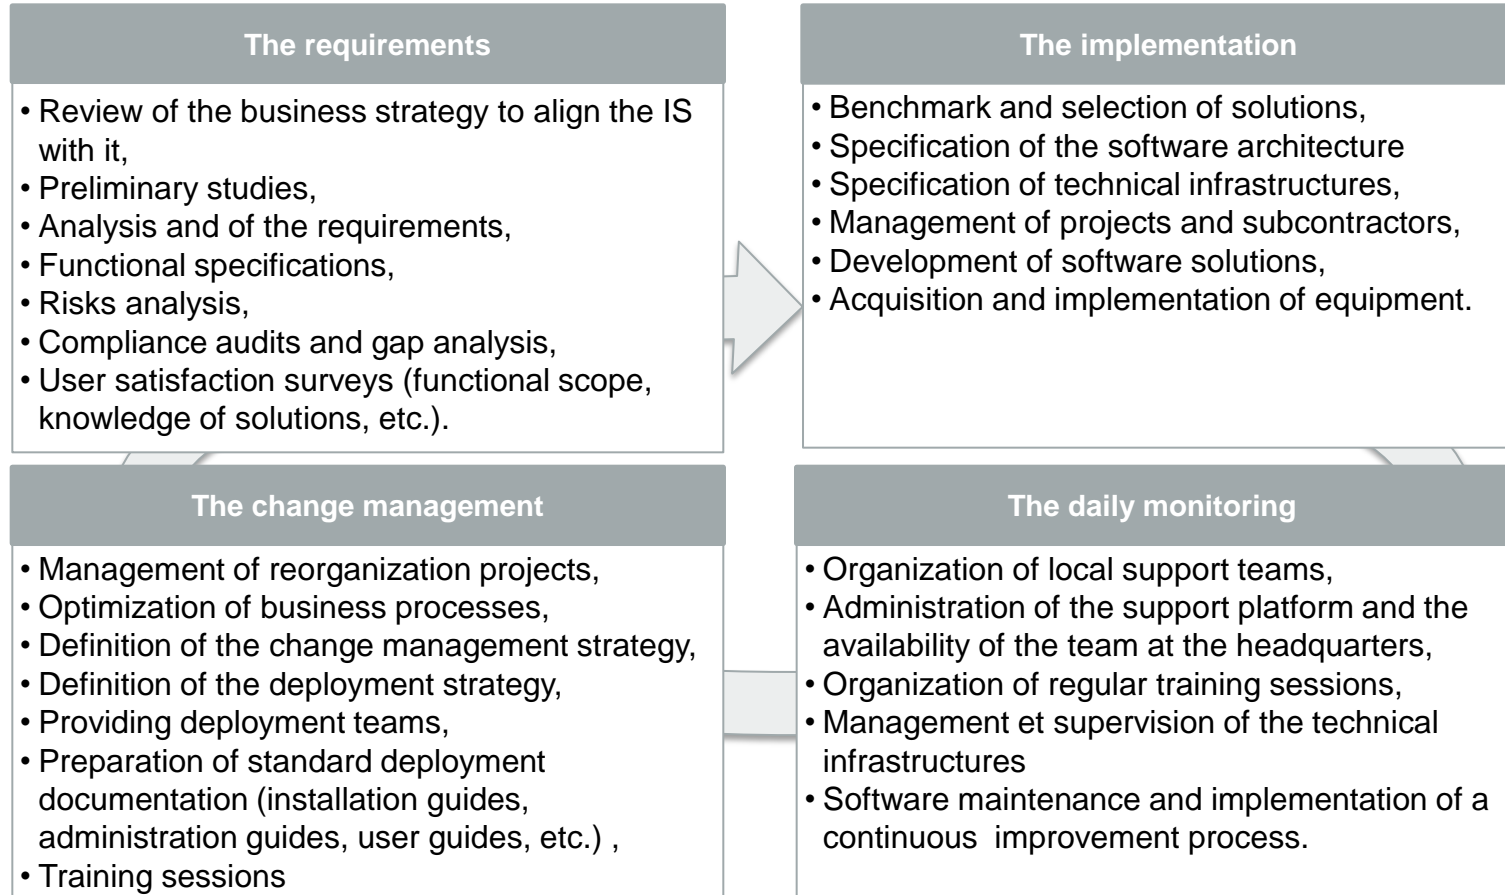 The requirements
• Review of the business strategy to align the IS
with it,
• Preliminary studies,
• Analysis and of the requirements,
• Functional specifications,
• Risks analysis,
• Compliance audits and gap analysis,
• User satisfaction surveys (functional scope,
knowledge of solutions, etc.).
The implementation
• Benchmark and selection of solutions,
• Specification of the software architecture
• Specification of technical infrastructures,
• Management of projects and subcontractors,
• Development of software solutions,
• Acquisition and implementation of equipment.
The change management
• Management of reorganization projects,
• Optimization of business processes,
• Definition of the change management strategy,
• Definition of the deployment strategy,
• Providing deployment teams,
• Preparation of standard deployment
documentation (installation guides,
administration guides, user guides, etc.) ,
• Training sessions
The daily monitoring
• Organization of local support teams,
• Administration of the support platform and the
availability of the team at the headquarters,
• Organization of regular training sessions,
• Management et supervision of the technical
infrastructures
• Software maintenance and implementation of a
continuous  improvement process.